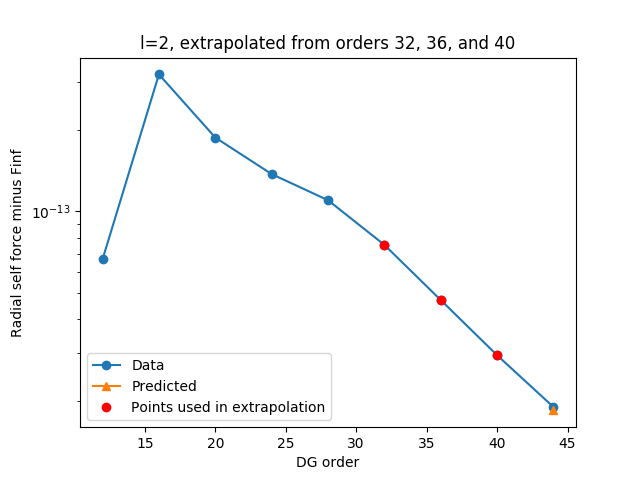 l=2, extrapolated from orders 32, 36, and 40
Radial self force minus Finf
10⁻¹³
Data
Predicted
Points used in extrapolation
15 20 25 30 35 40 45
DG order